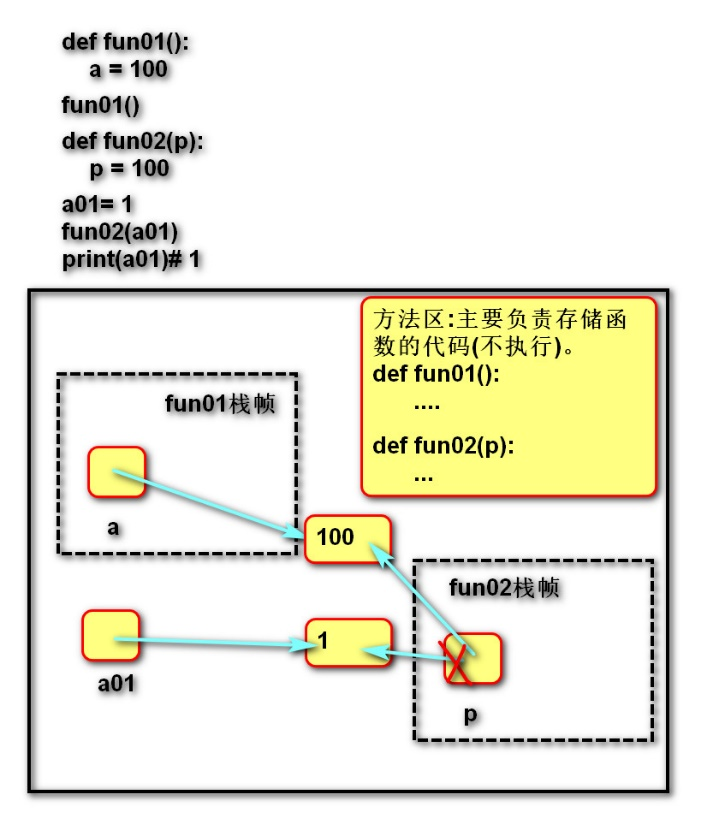 def fun01():
a = 100
fun01()
def fun02(p):
p = 100
a01= 1
fun02(a01)
print(a01)# 1
方法区:主要负责存储函
数的代码(不执行)。
def fun01():
....
def fun02(p):
...
fun01栈帧
a
100
fun02栈帧
1
a01
p